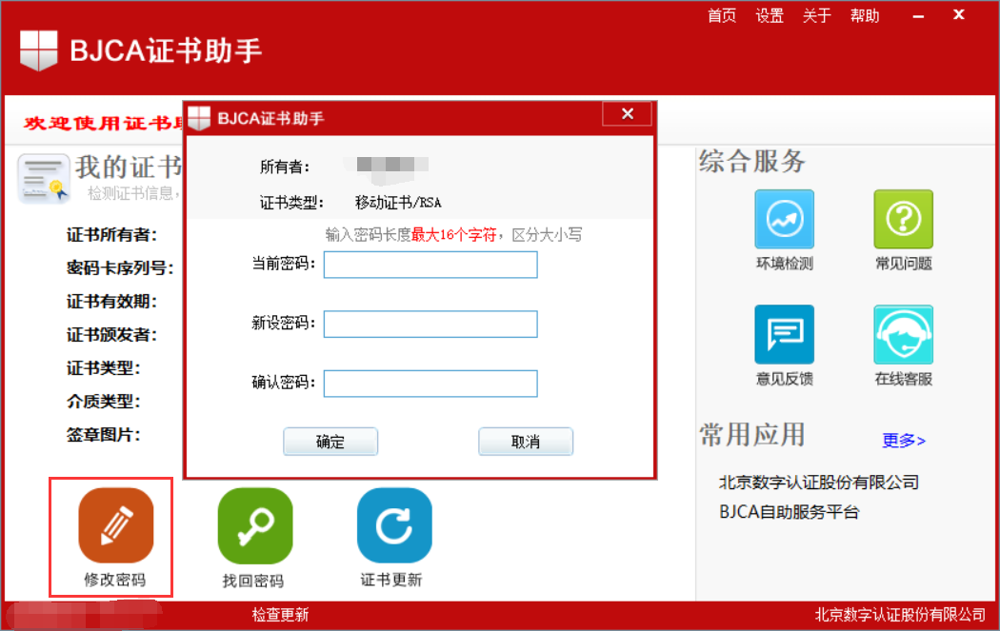 首页 设置 关于 帮助
BJCA证书助手
欢迎使用证书
BJCA证书助手
我的证书
检测证书信息，
证书所有者：
密码卡序列号：
证书有效期：
证书颁发者：
证书类型：
介质类型：
签章图片：
所有者：
证书类型： 移动证书/RSA
输入密码长度最大16个字符，区分大小写
当前密码：
新设密码：
确认密码：
确定 取消
综合服务
环境检测 常见问题
意见反馈 在线客服
常用应用 更多>
北京数字认证股份有限公司
BJCA自助服务平台
修改密码 找回密码 证书更新
检查更新 北京数字认证股份有限公司